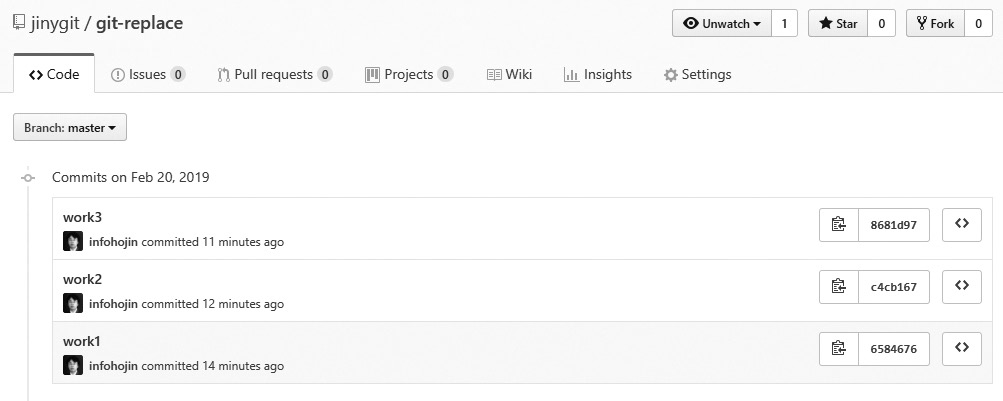 jinygit / git-replace Unwatch 1 Star 0 Fork 0
Code Issues 0 Pull requests 0 Projects 0 Wiki Insights Settings
Branch: master
Commits on Feb 20, 2019
work3
infohojin committed 11 minutes ago 8681d97
work2
infohojin committed 12 minutes ago c4cb167
work1
infohojin committed 14 minutes ago 6584676